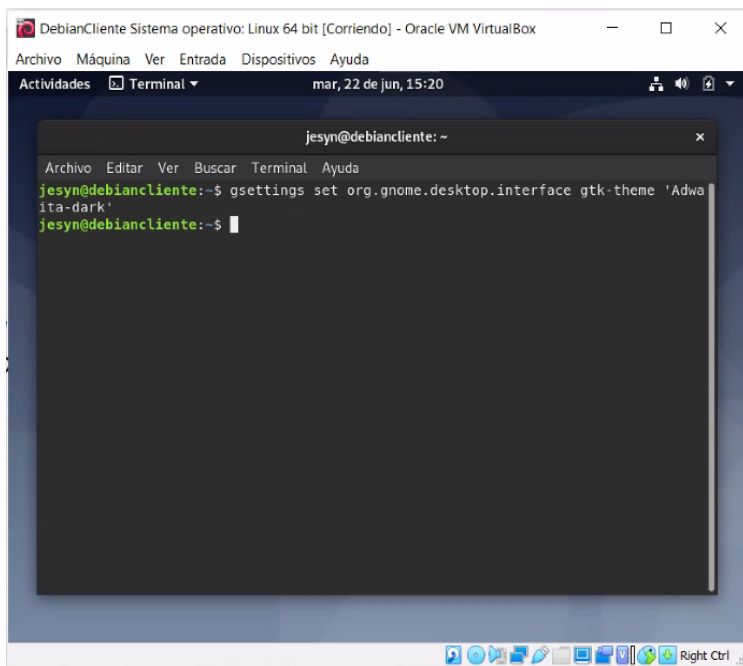 DebianCliente Sistema operativo: Linux 64 bit [Corriendo] - Oracle VM VirtualBox
Archivo Máquina Ver Entrada Dispositivos Ayuda
Actividades Terminal mar, 22 de jun, 15:20
jesyn@debiancliente: ~
Archivo Editar Ver Buscar Terminal Ayuda
jesyn@debiancliente:~$ gsettings set org.gnome.desktop.interface gtk-theme 'Adwa
ita-dark'
jesyn@debiancliente:~$
Right Ctrl